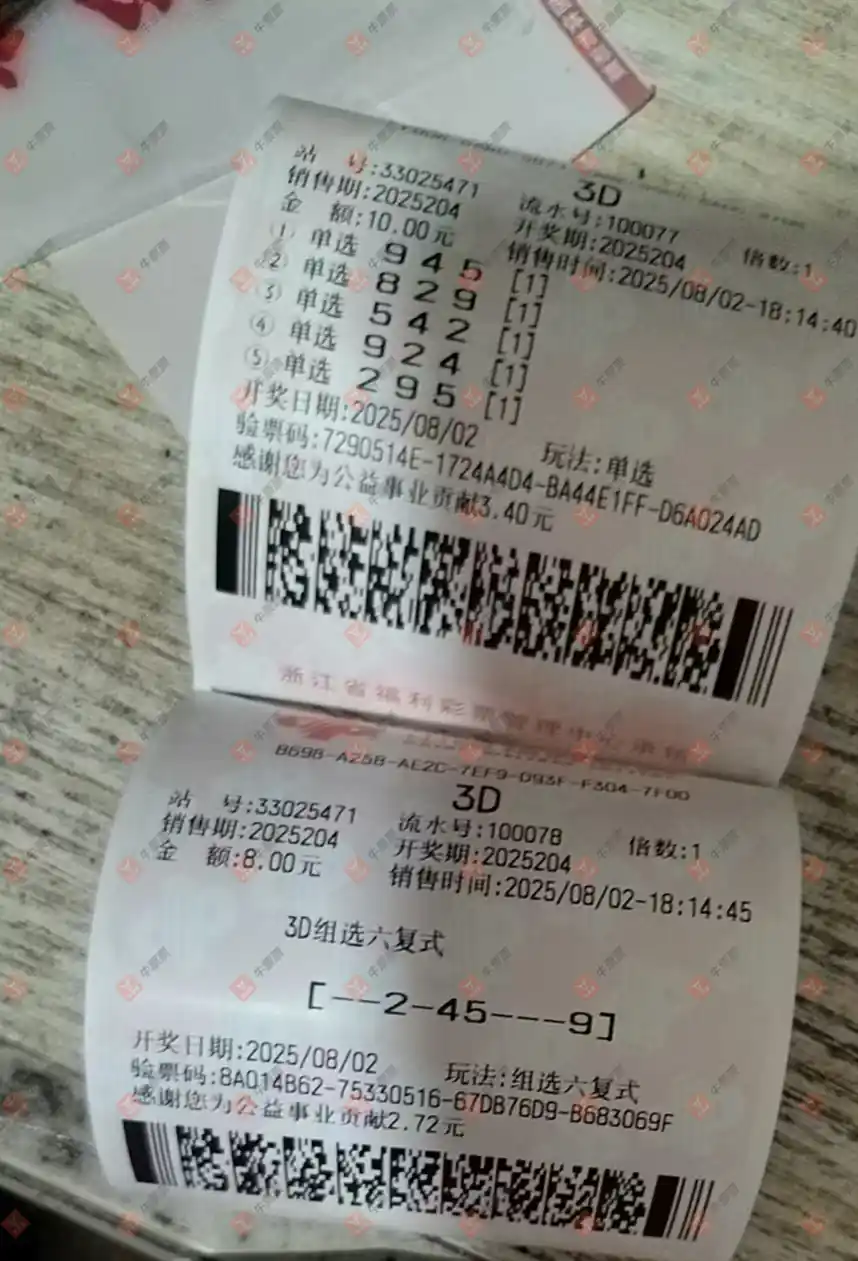 3D
站 号:33025471 流水号:100077 倍数:1
销售期:2025204 开奖期:2025204
金 额:10.00元 销售时间:2025/08/02-18:14:40
① 单选 9 4 5 [1]
② 单选 8 2 9 [1]
③ 单选 5 4 2 [1]
④ 单选 9 2 4 [1]
⑤ 单选 2 9 5 [1]
开奖日期:2025/08/02 玩法:单选
验票码:7290514E-1724A4D4-BA44E1FF-D6A024AD
感谢您为公益事业贡献3.40元
浙江省福利彩票管理中心承销
B698-A25B-AE2C-7EF9-D93F-F304-7F0D
3D
站 号:33025471 流水号:100078 倍数:1
销售期:2025204 开奖期:2025204
金 额:8.00元 销售时间:2025/08/02-18:14:45
3D组选六复式
[--2-45---9]
开奖日期:2025/08/02 玩法:组选六复式
验票码:8A014B62-75330516-67DB76D9-B683069F
感谢您为公益事业贡献2.72元
牛票票